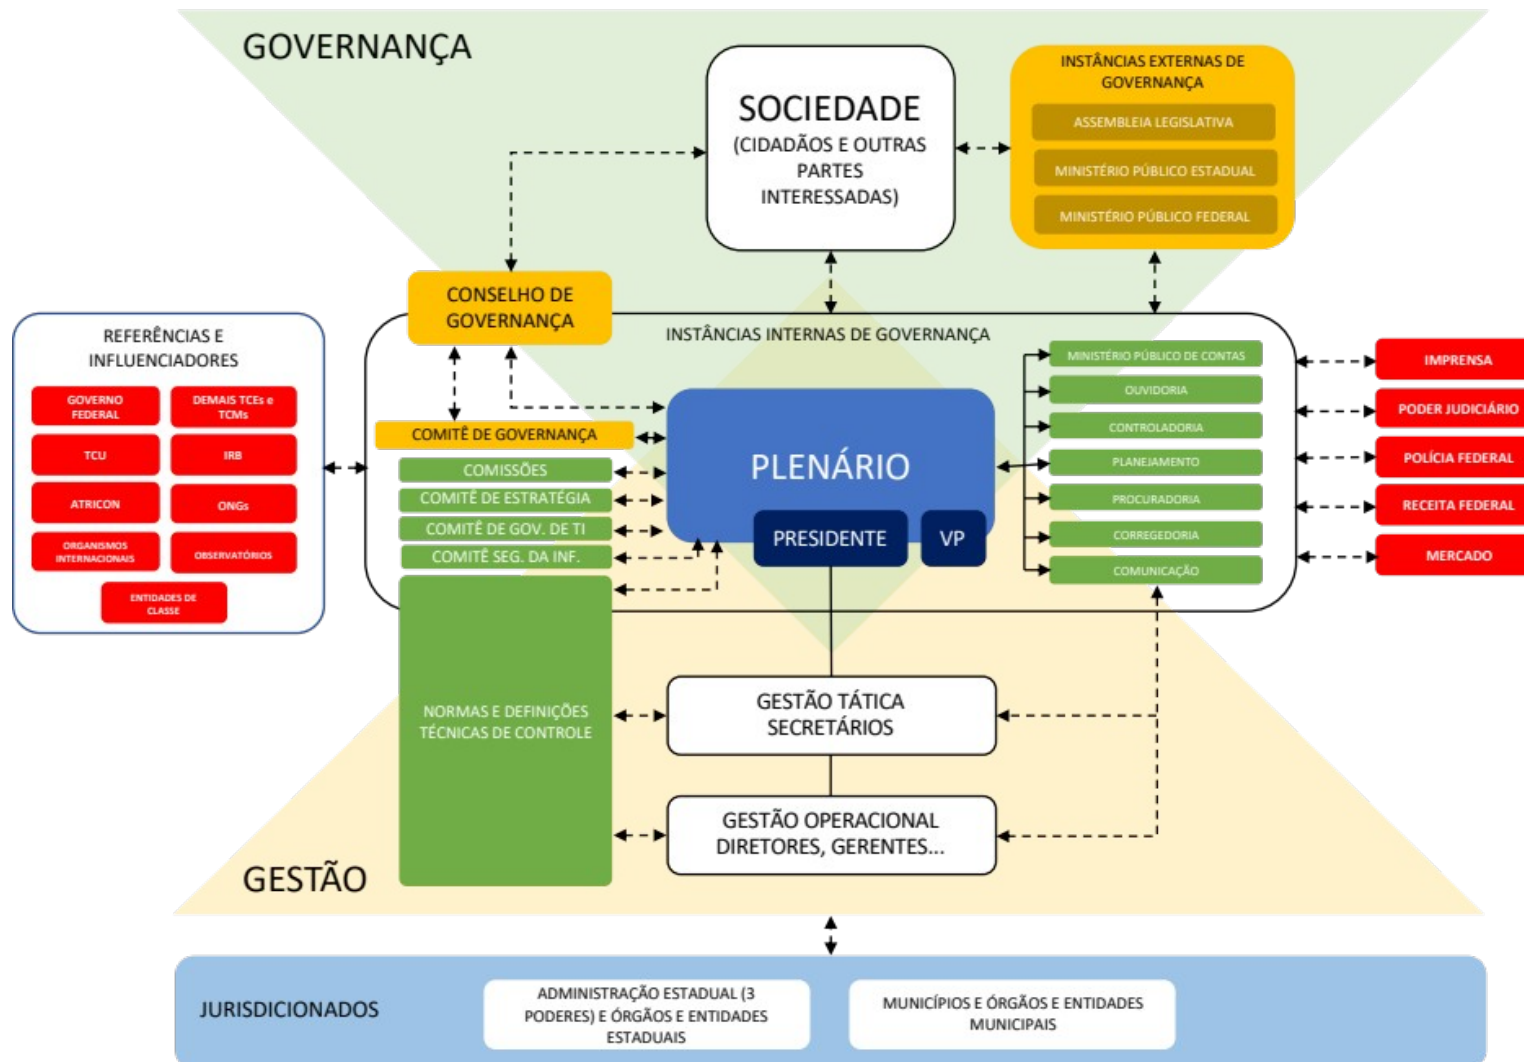 GOVERNANÇA
SOCIEDADE
(CIDADÃOS E OUTRAS
PARTES
INTERESSADAS)
INSTÂNCIAS EXTERNAS DE
GOVERNANÇA
ASSEMBLEIA LEGISLATIVA
MINISTÉRIO PÚBLICO ESTADUAL
MINISTÉRIO PÚBLICO FEDERAL
CONSELHO DE
GOVERNANÇA
REFERÊNCIAS E
INFLUENCIADORES
GOVERNO
FEDERAL
DEMAIS TCEs e
TCMs
TCU
IRB
ATRICON
ONGs
ORGANISMOS
INTERNACIONAIS
OBSERVATÓRIOS
ENTIDADES DE
CLASSE
INSTÂNCIAS INTERNAS DE GOVERNANÇA
COMITÊ DE GOVERNANÇA
COMISSÕES
COMITÊ DE ESTRATÉGIA
COMITÊ DE GOV. DE TI
COMITÊ SEG. DA INF.
NORMAS E DEFINIÇÕES
TÉCNICAS DE CONTROLE
PLENÁRIO
PRESIDENTE
VP
MINISTÉRIO PÚBLICO DE CONTAS
OUVIDORIA
CONTROLADORIA
PLANEJAMENTO
PROCURADORIA
CORREGEDORIA
COMUNICAÇÃO
IMPRENSA
PODER JUDICIÁRIO
POLÍCIA FEDERAL
RECEITA FEDERAL
MERCADO
GESTÃO TÁTICA
SECRETÁRIOS
GESTÃO OPERACIONAL
DIRETORES, GERENTES...
GESTÃO
JURISDICIONADOS
ADMINISTRAÇÃO ESTADUAL (3
PODERES) E ÓRGÃOS E ENTIDADES
ESTADUAIS
MUNICÍPIOS E ÓRGÃOS E ENTIDADES
MUNICIPAIS